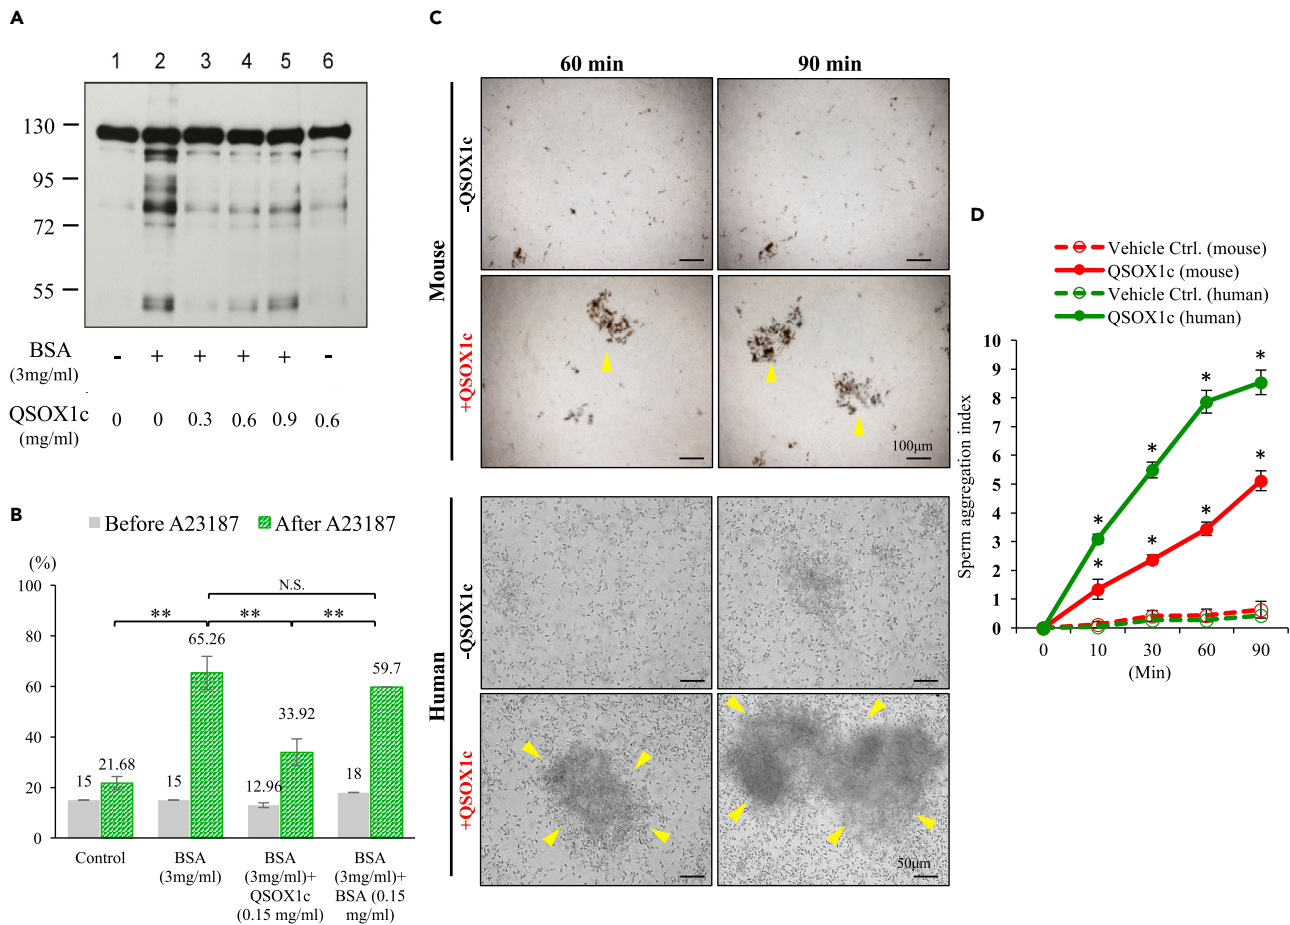 A
1 2 3 4 5 6
130
95
72
55
BSA - + + + + -
(3mg/ml)
QSOX1c 0 0 0.3 0.6 0.9 0.6
(mg/ml)
B
Before A23187 After A23187
(%)
100
80
60
40
20
0
N.S.
** ** **
15 21.68
15 65.26
12.96 33.92
18 59.7
Control
BSA
(3mg/ml)
BSA
(3mg/ml)+
QSOX1c
(0.15 mg/ml)
BSA
(3mg/ml)+
BSA (0.15
mg/ml)
C
60 min 90 min
Mouse
-QSOX1c
+QSOX1c
100μm
Human
-QSOX1c
+QSOX1c
50μm
D
Vehicle Ctrl. (mouse)
QSOX1c (mouse)
Vehicle Ctrl. (human)
QSOX1c (human)
Sperm aggregation index
10
9
8
7
6
5
4
3
2
1
0
* * * *
* * * *
0 10 30 60 90
(Min)